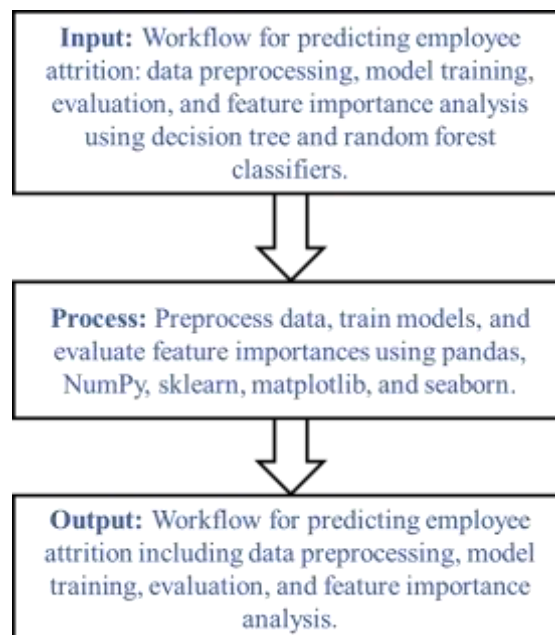 Input: Workflow for predicting employee
attrition: data preprocessing, model training,
evaluation, and feature importance analysis
using decision tree and random forest
classifiers.
Process: Preprocess data, train models, and
evaluate feature importances using pandas,
NumPy, sklearn, matplotlib, and seaborn.
Output: Workflow for predicting employee
attrition including data preprocessing, model
training, evaluation, and feature importance
analysis.